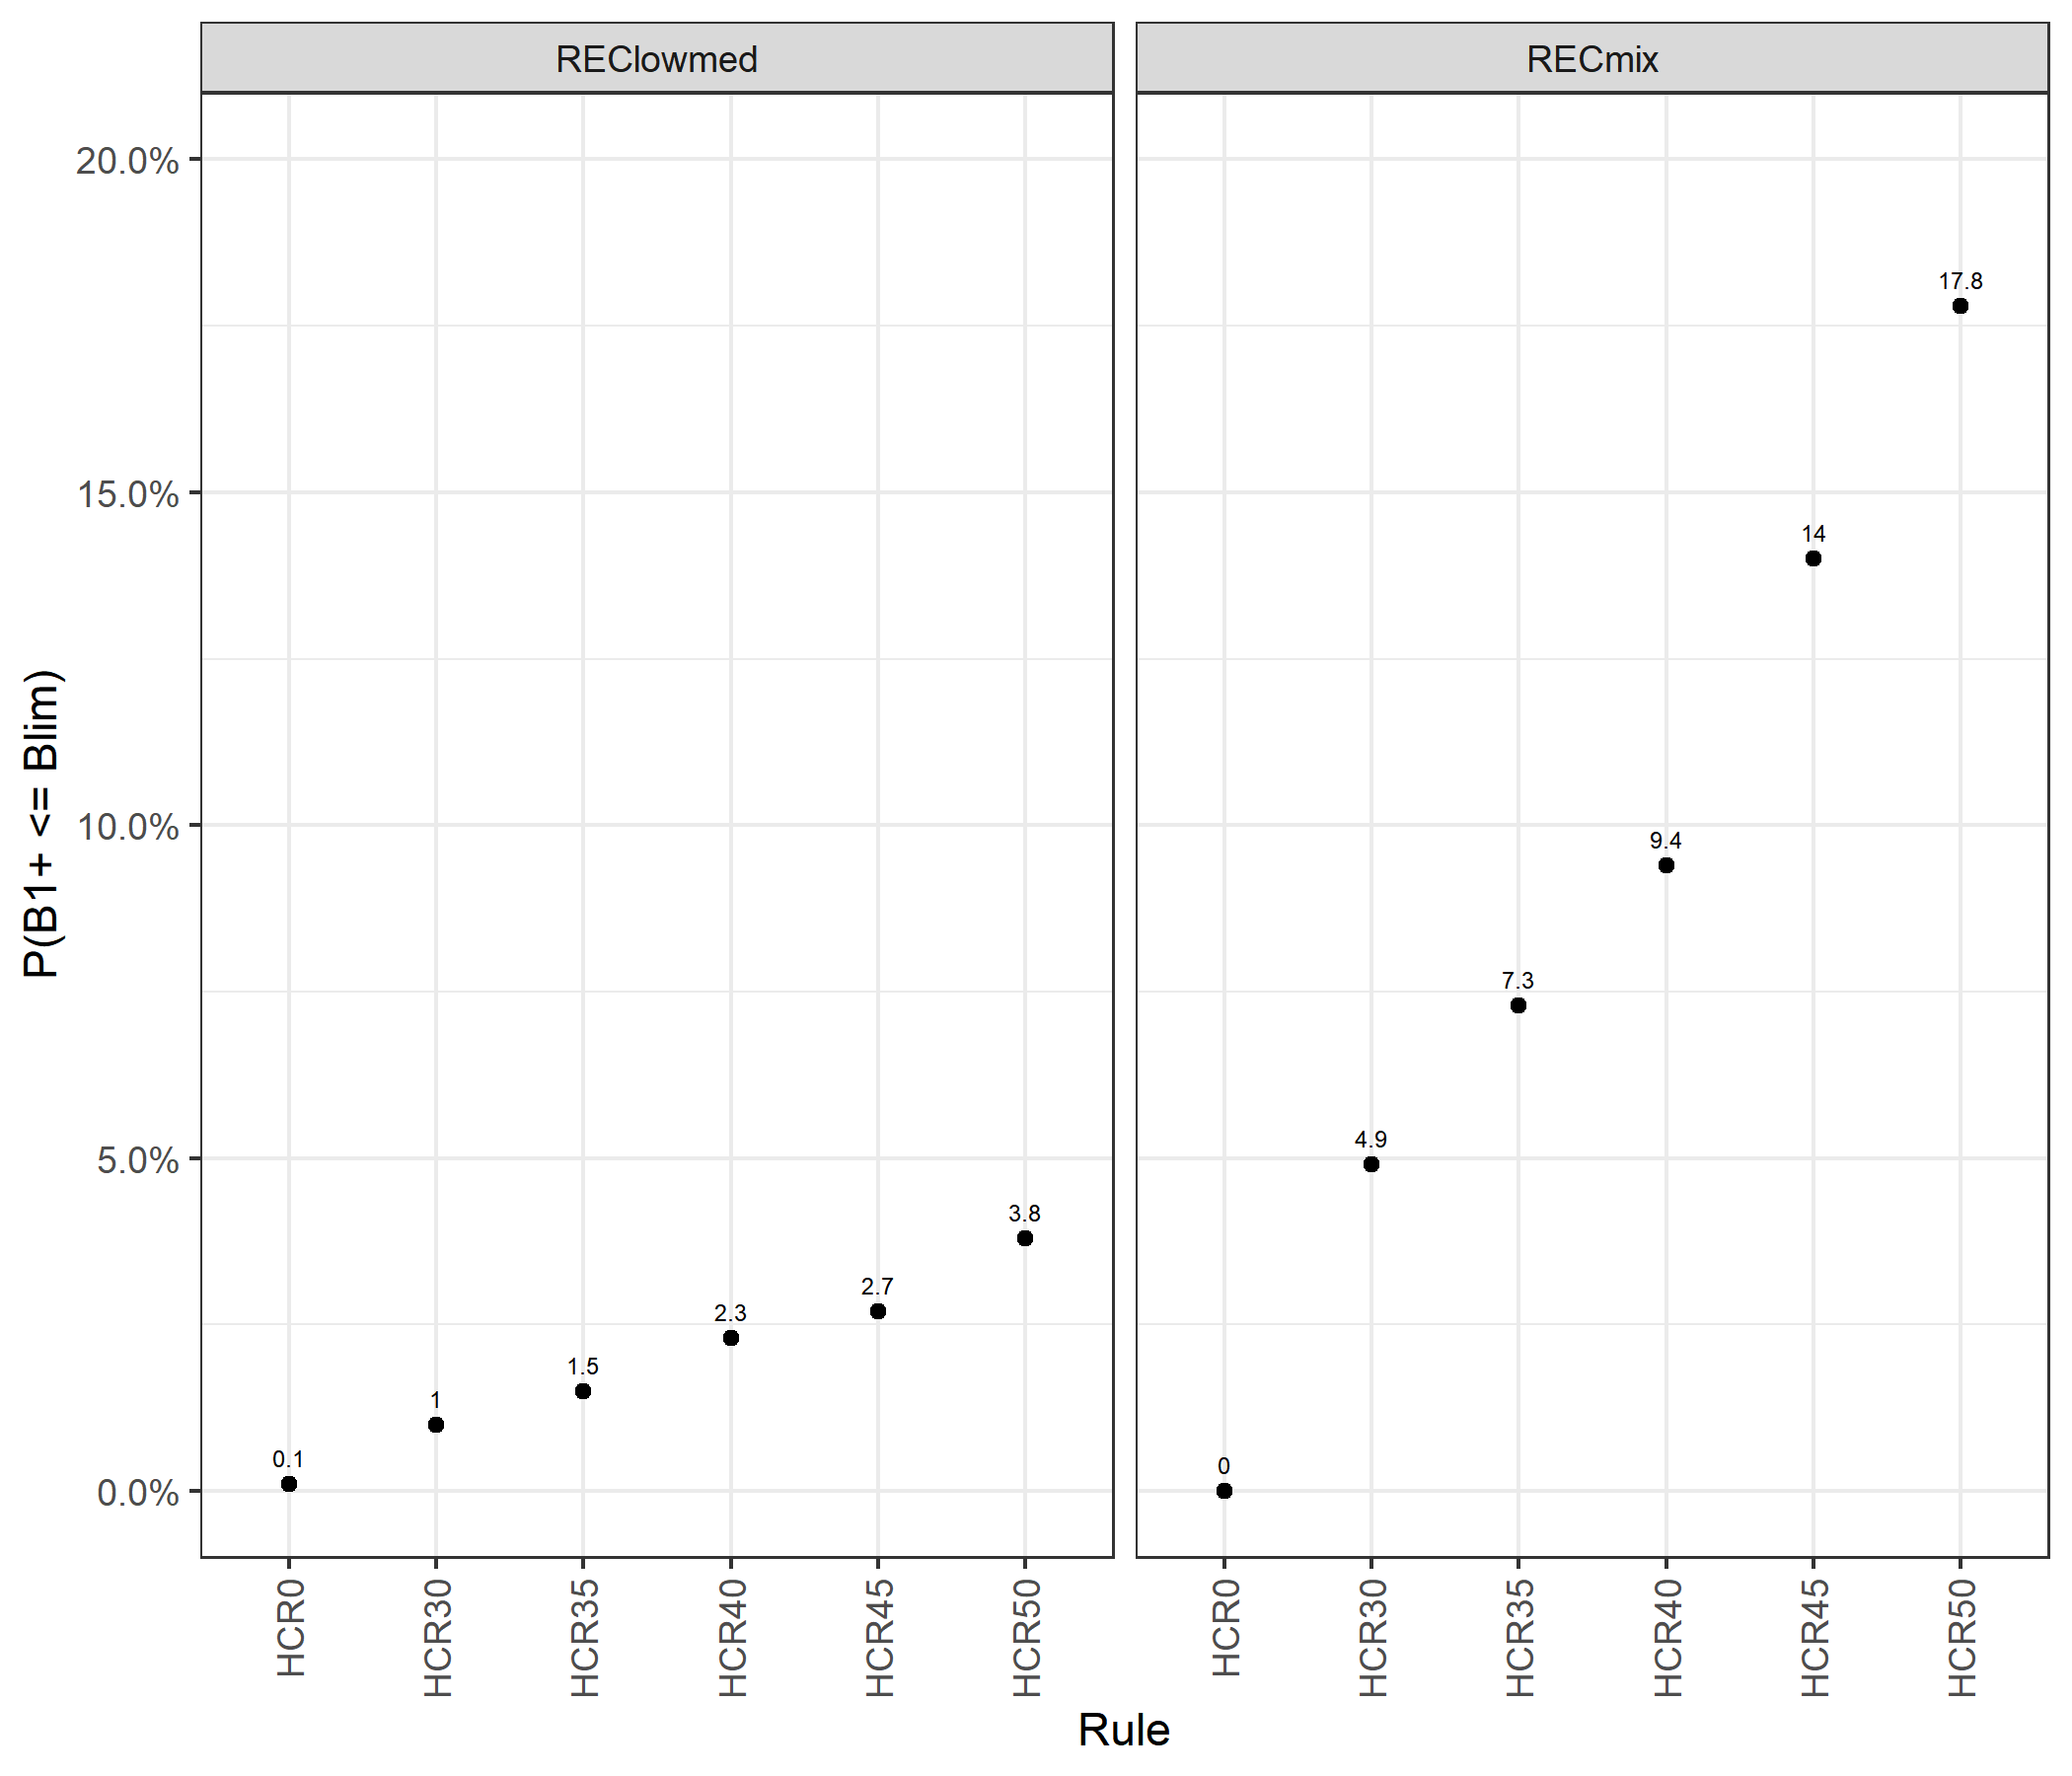 REClowmed
RECmix
P(B1+ <= Blim)
20.0%
15.0%
10.0%
5.0%
0.0%
0.1
1
1.5
2.3
2.7
3.8
0
4.9
7.3
9.4
14
17.8
HCR0
HCR30
HCR35
HCR40
HCR45
HCR50
HCR0
HCR30
HCR35
HCR40
HCR45
HCR50
Rule